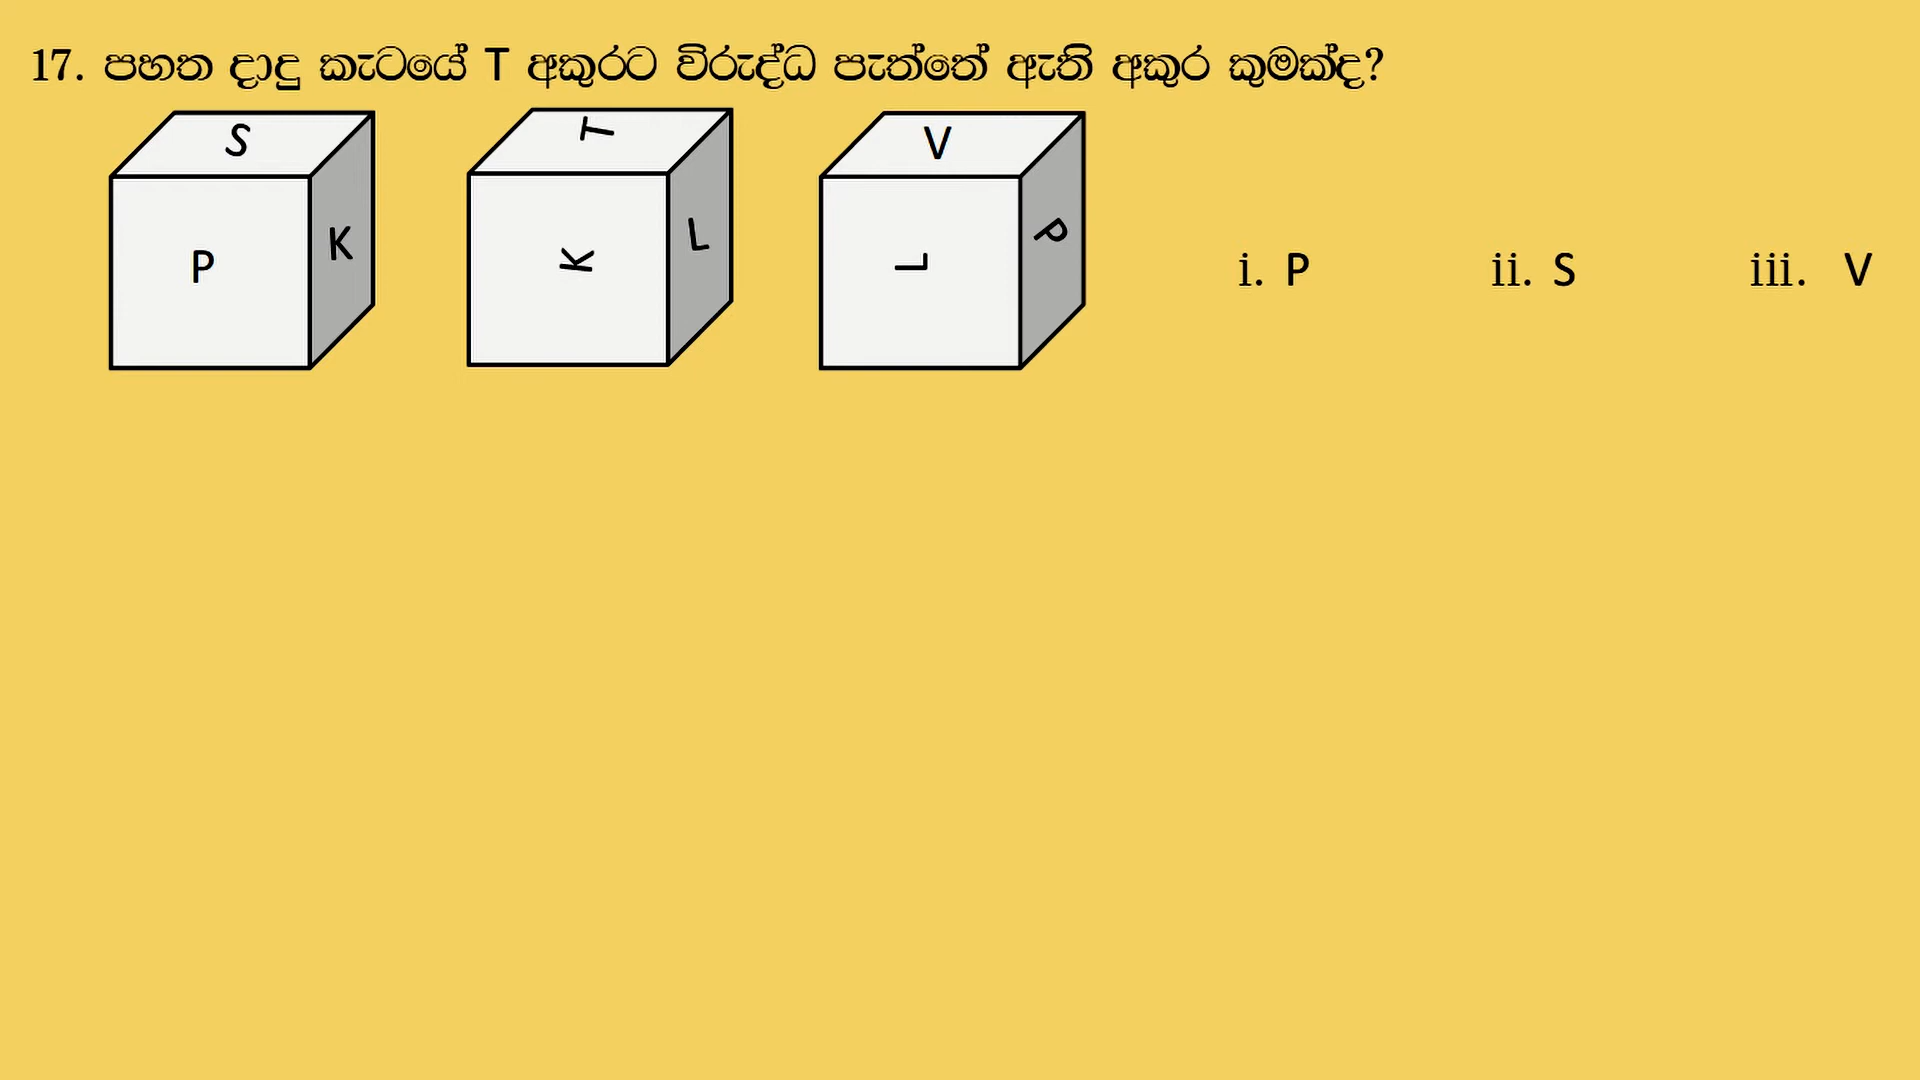 17. පහත දාදු කැටයේ T අකුරට විරුද්ධ පැත්තේ ඇති අකුර කුමක්ද?
S P K
T K L
V L P
i. P ii. S iii. V